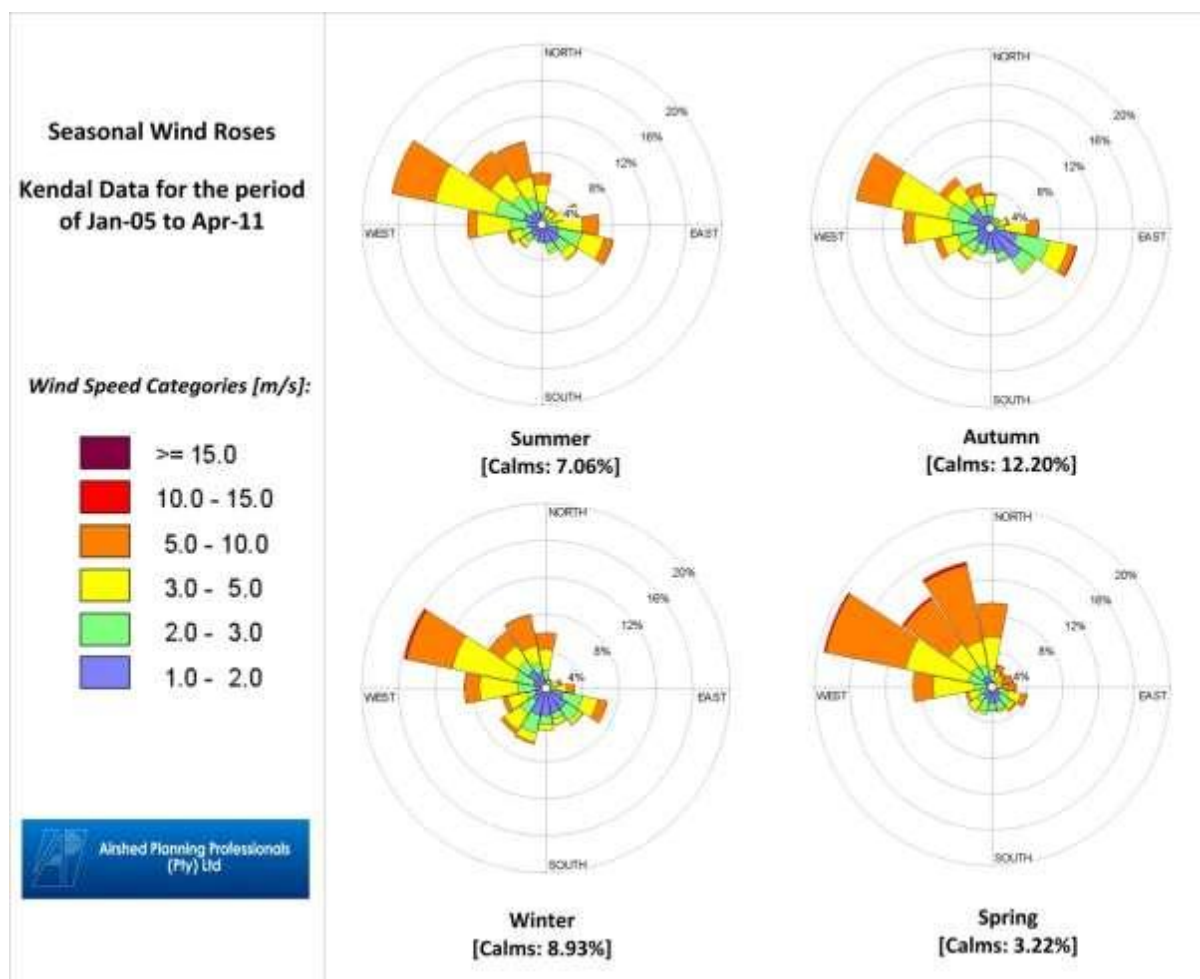 Seasonal Wind Roses
Kendal Data for the period
of Jan-05 to Apr-11
Wind Speed Categories [m/s]:
>= 15.0
10.0 - 15.0
5.0 - 10.0
3.0 - 5.0
2.0 - 3.0
1.0 - 2.0
Airshed Planning Professionals
(Pty) Ltd
NORTH
20%
16%
12%
8%
4%
WEST
EAST
SOUTH
Summer
[Calms: 7.06%]
NORTH
20%
16%
12%
8%
4%
WEST
EAST
SOUTH
Autumn
[Calms: 12.20%]
NORTH
20%
16%
12%
8%
4%
WEST
EAST
SOUTH
Winter
[Calms: 8.93%]
NORTH
20%
16%
12%
8%
4%
WEST
EAST
SOUTH
Spring
[Calms: 3.22%]